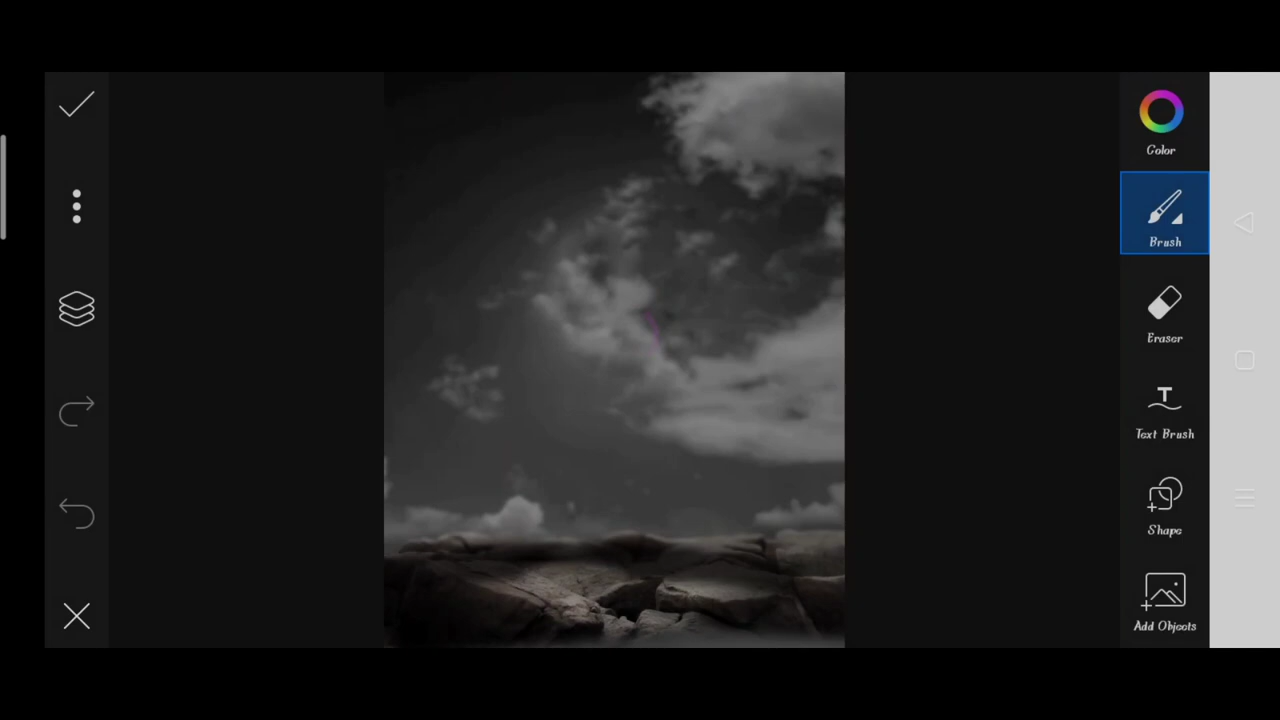 Color
Brush
Eraser
Text Brush
Shape
Add Objects